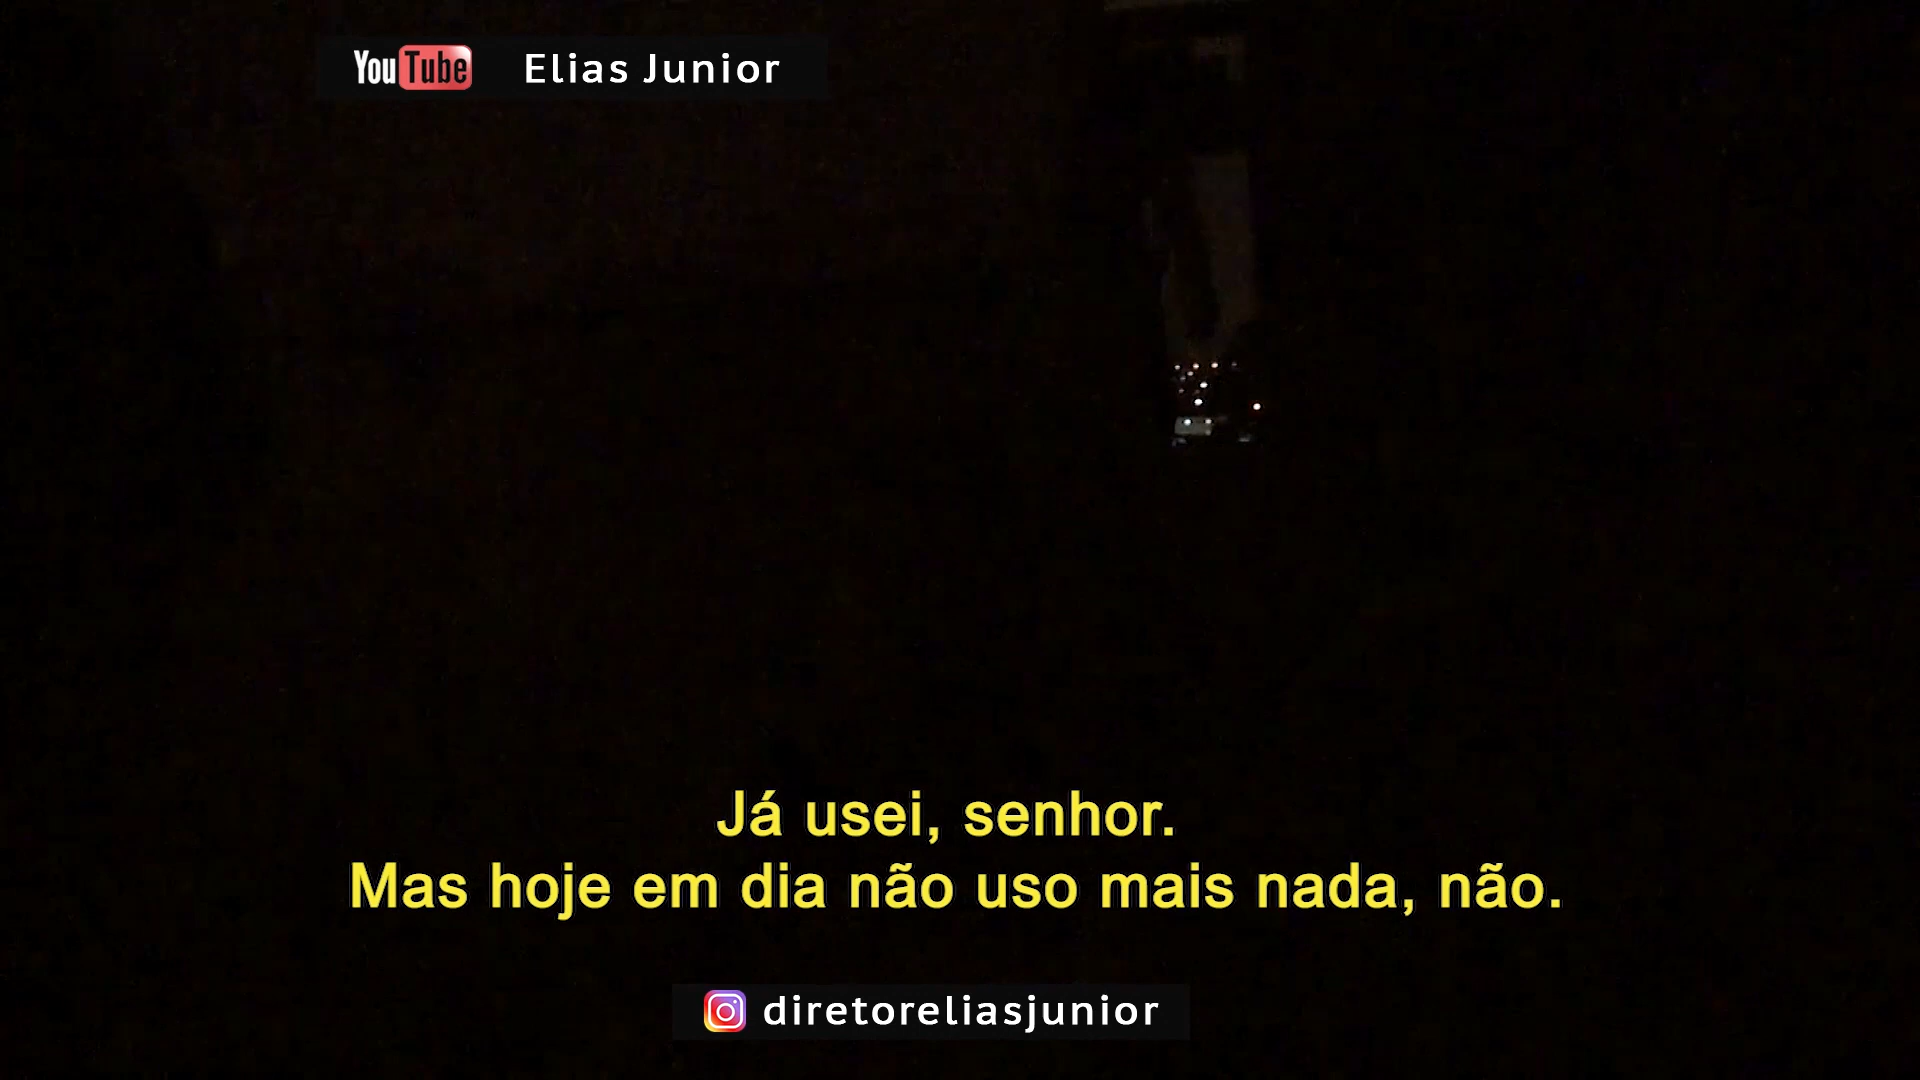 YouTube Elias Junior
Já usei, senhor.
Mas hoje em dia não uso mais nada, não.
diretoreliasjunior